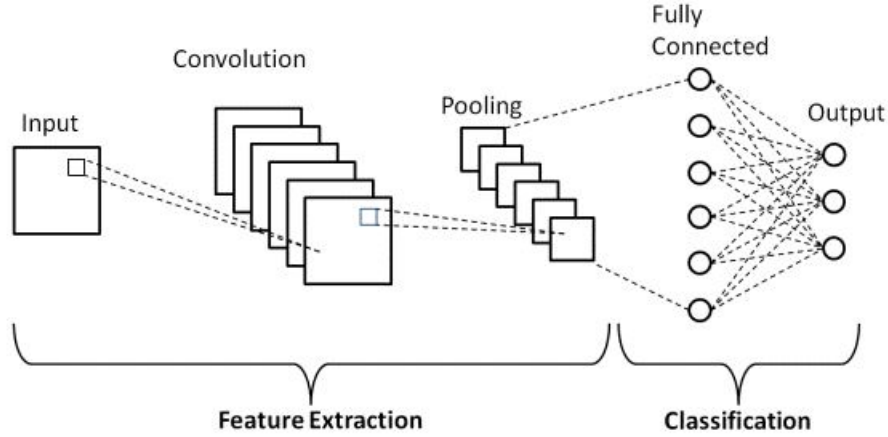 Input
Convolution
Pooling
Fully
Connected
Output
Feature Extraction
Classification